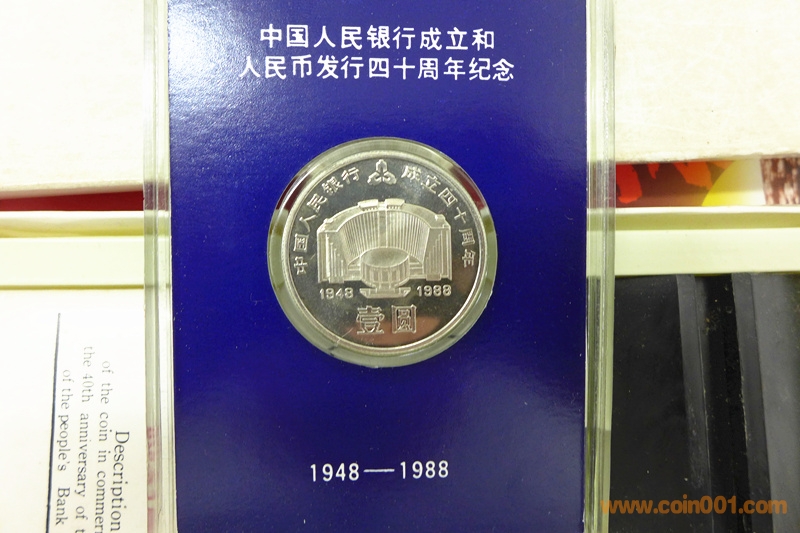 中国人民银行成立和
人民币发行四十周年纪念
中国人民银行 成立四十周年
1948 1988
壹圆
1948—1988
Description
of the coin in commem
the 40th anniversary of t
of the people's Bank
www.coin001.com